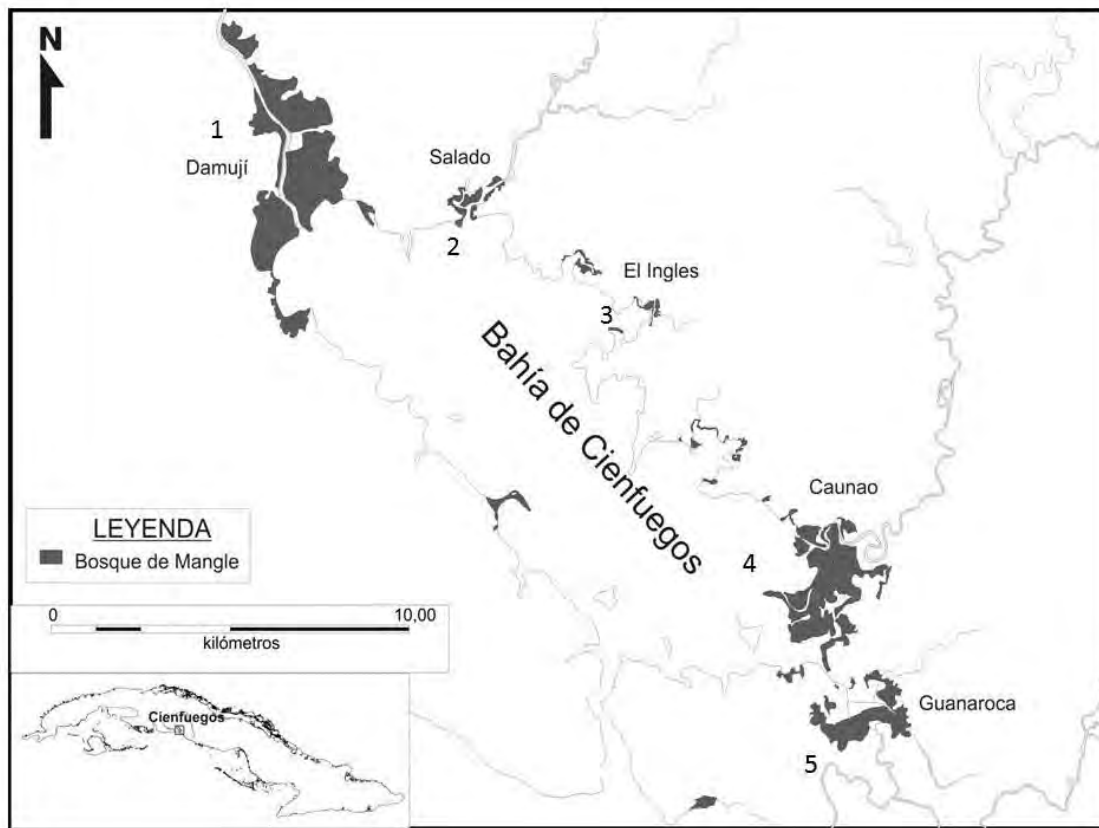 N
1
Damují
Salado
2
El Ingles
3
Bahía de Cienfuegos
Caunao
4
LEYENDA
Bosque de Mangle
0 10,00
kilómetros
Cienfuegos
Guanaroca
5